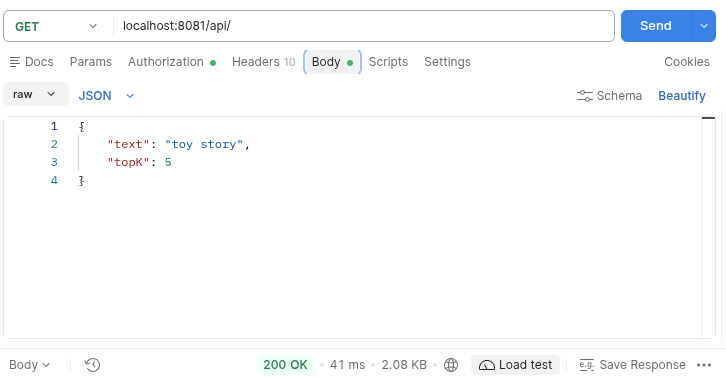 GET localhost:8081/api/ Send
Docs Params Authorization Headers 10 Body Scripts Settings Cookies
raw JSON Schema Beautify
1 {
2 "text": "toy story",
3 "topK": 5
4 }
Body 200 OK • 41 ms • 2.08 KB Load test e.g. Save Response